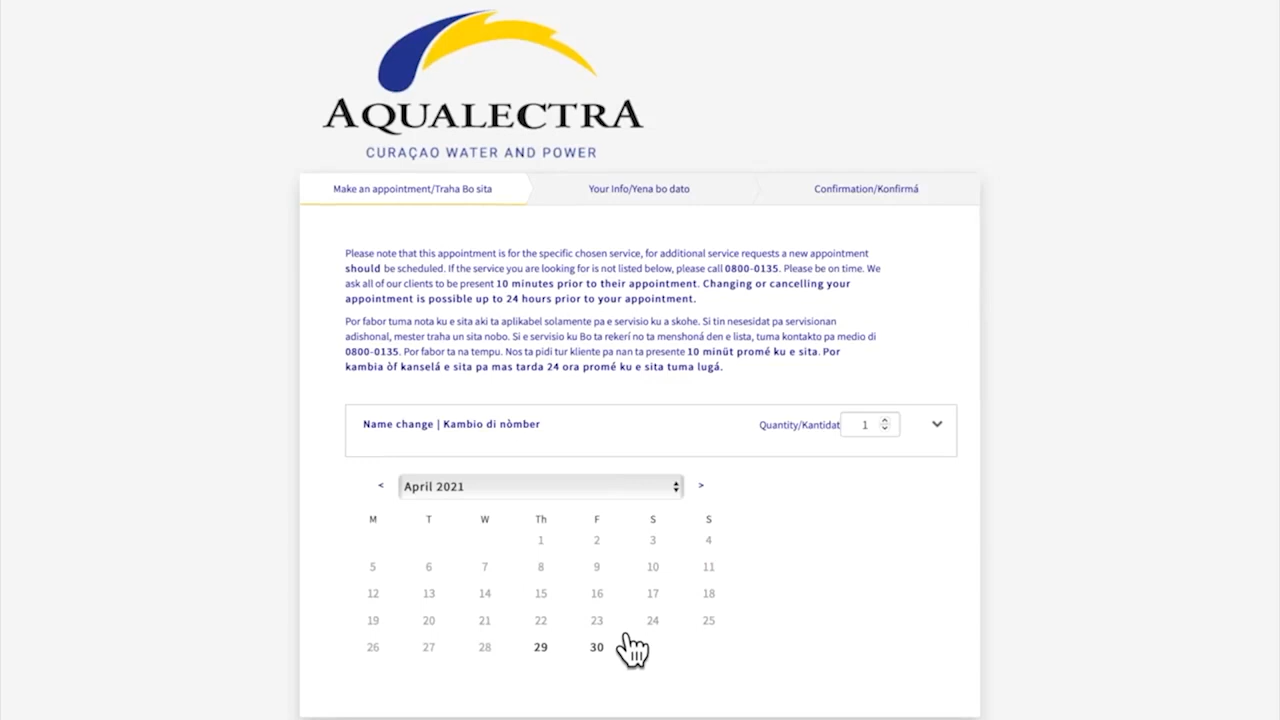 AQUALECTRA
CURAÇAO WATER AND POWER
Make an appointment/Traha Bo sita Your Info/Yena bo dato Confirmation/Konfirmá
Please note that this appointment is for the specific chosen service, for additional service requests a new appointment
should be scheduled. If the service you are looking for is not listed below, please call 0800-0135. Please be on time. We
ask all of our clients to be present 10 minutes prior to their appointment. Changing or cancelling your
appointment is possible up to 24 hours prior to your appointment.
Por fabor tuma nota ku e sita aki ta aplikabel solamente pa e servisio ku a skohe. Si tin nesesidat pa servisionan
adishonal, mester traha un sita nobo. Si e servisio ku Bo ta rekerí no ta menshoná den e lista, tuma kontakto pa medio di
0800-0135. Por fabor ta na tempu. Nos ta pidi tur kliente pa nan ta presente 10 minüt promé ku e sita. Por
kambia òf kanselá e sita pa mas tarda 24 ora promé ku e sita tuma lugá.
Name change | Kambio di nòmber Quantity/Kantidat 1
< April 2021 >
M T W Th F S S
1 2 3 4
5 6 7 8 9 10 11
12 13 14 15 16 17 18
19 20 21 22 23 24 25
26 27 28 29 30